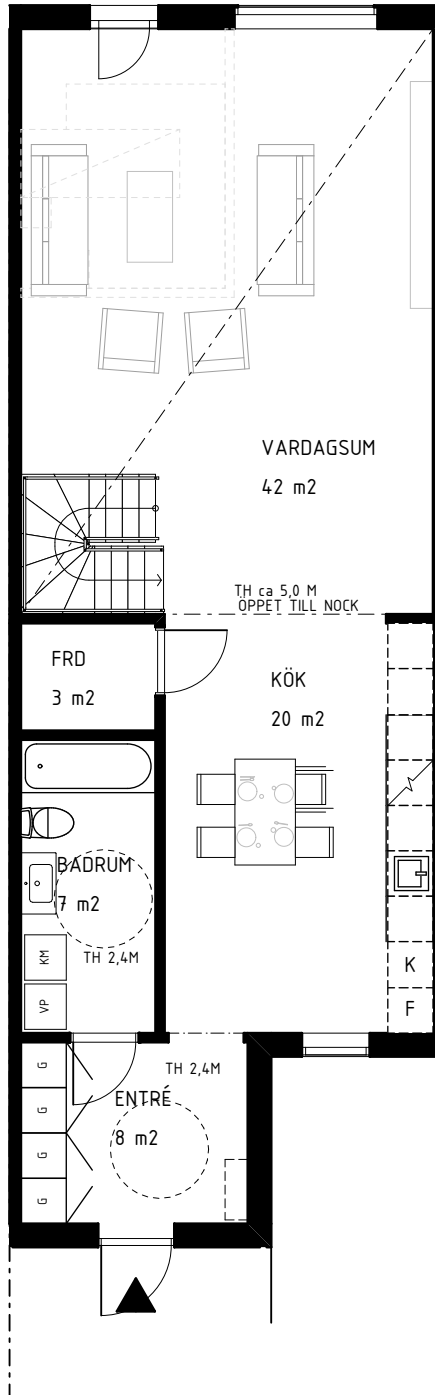 VARDAGSUM
42 m2
TH ca 5,0 M
ÖPPET TILL NOCK
FRD
3 m2
KÖK
20 m2
BADRUM
7 m2
TH 2,4M
KM
VP
K
F
TH 2,4M
ENTRÉ
8 m2
G
G
G
G